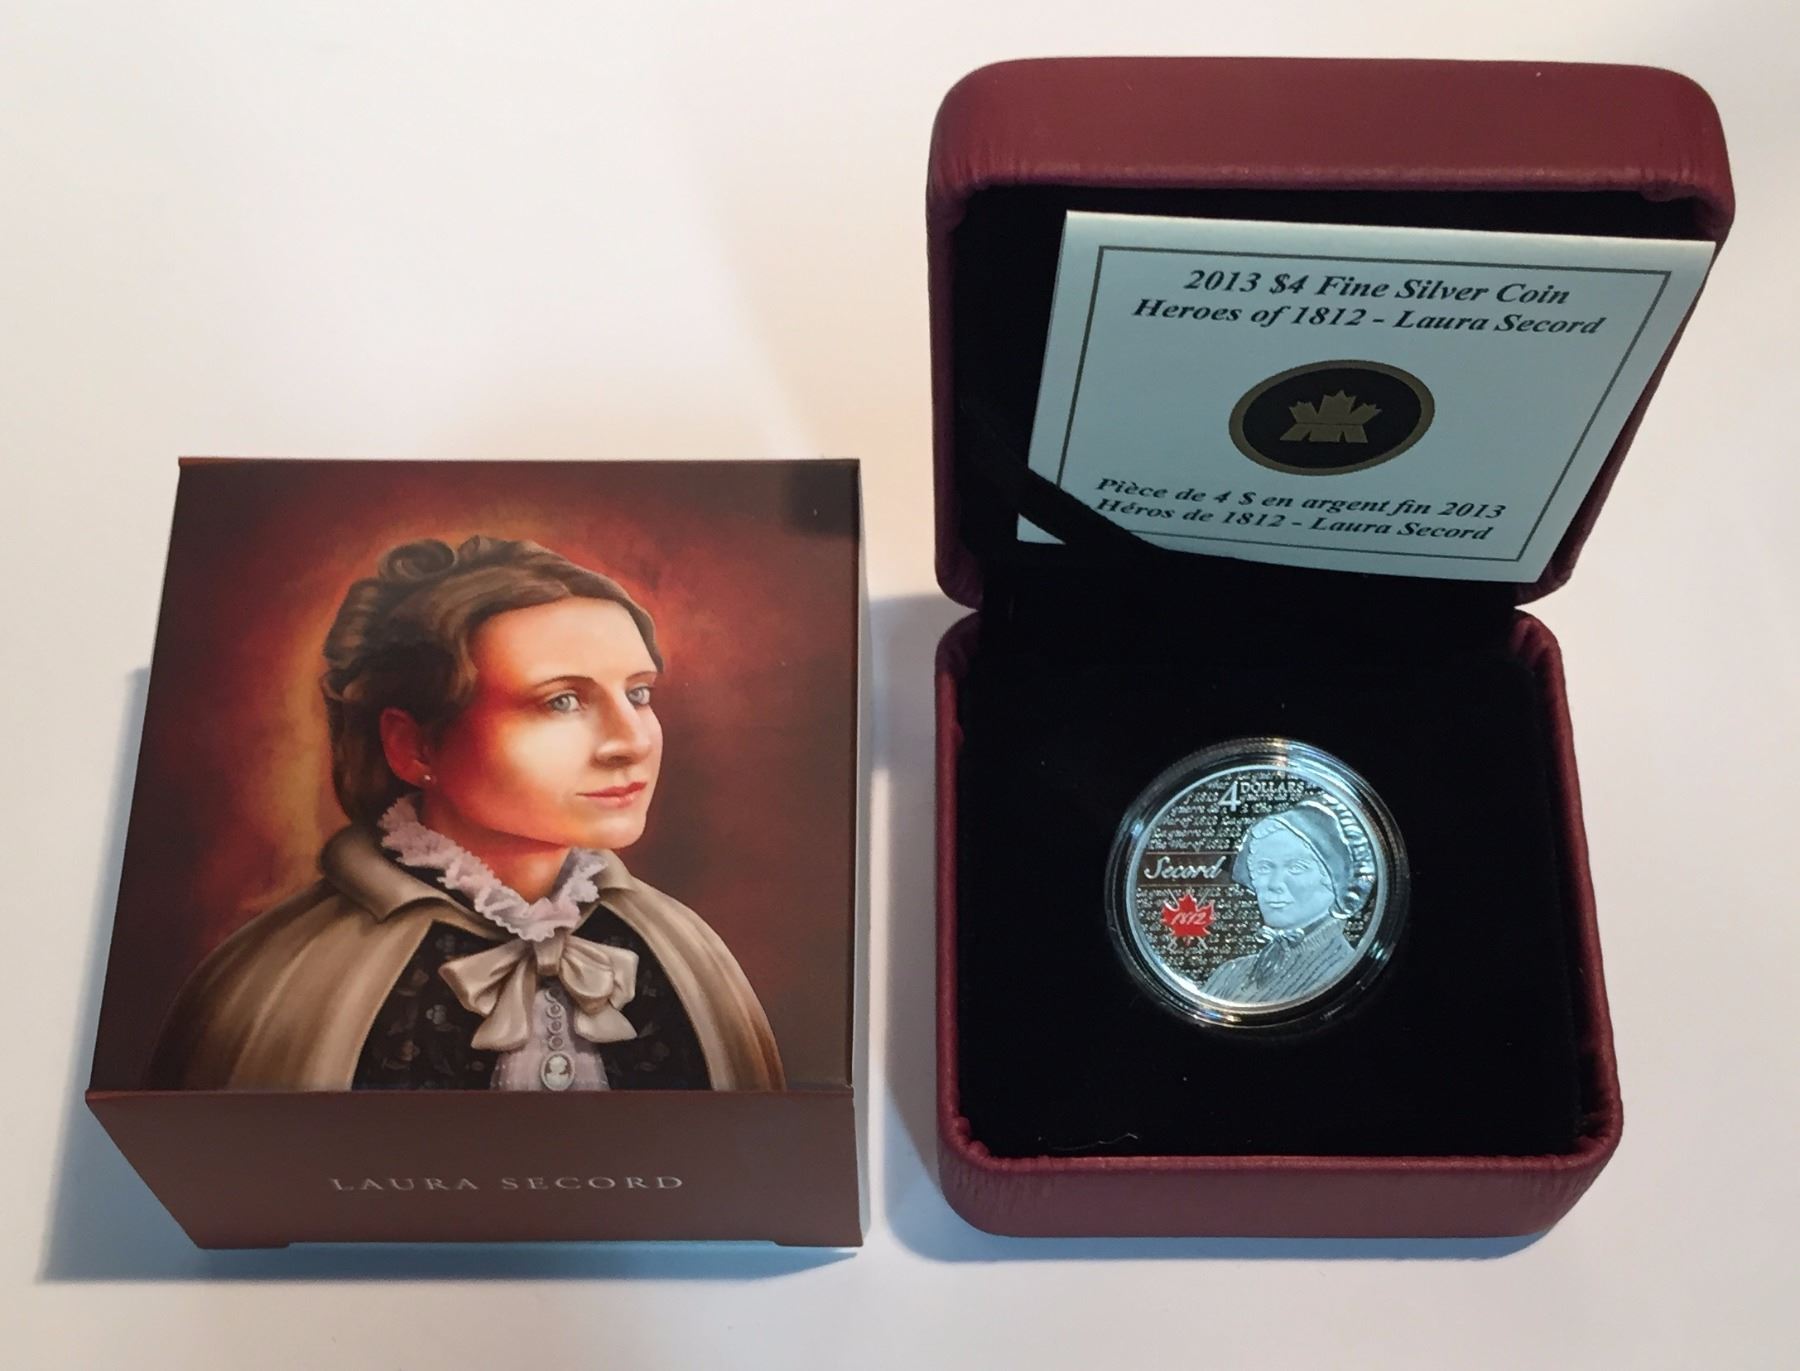 2013 $4 Fine Silver Coin
Heroes of 1812 - Laura Secord
Pièce de 4 $ en argent fin 2013
Héros de 1812 - Laura Secord
LAURA SECORD
4 DOLLARS
Secord
1812